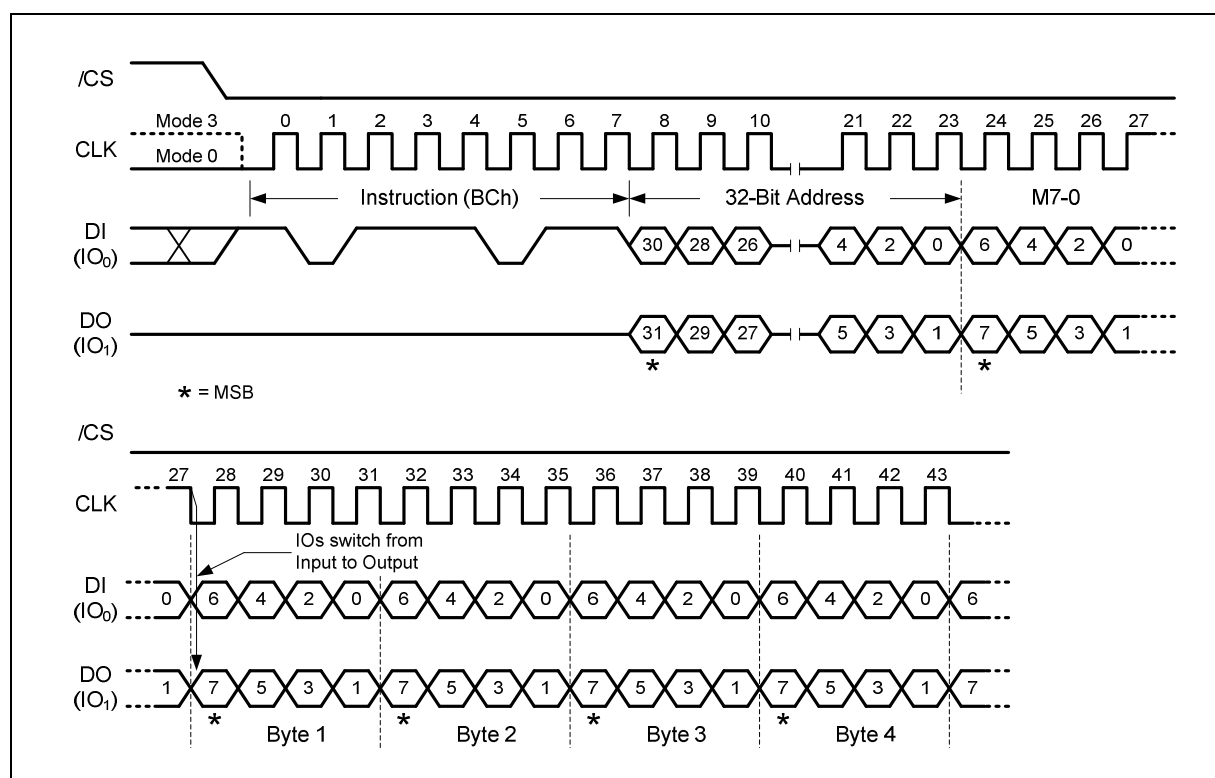 /CS
Mode 3
0 1 2 3 4 5 6 7 8 9 10 21 22 23 24 25 26 27
CLK
Mode 0
Instruction (BCh) 32-Bit Address M7-0
DI
(IO0)
30 28 26 4 2 0 6 4 2 0
DO
(IO1)
31 29 27 5 3 1 7 5 3 1
* *
* = MSB
/CS
27 28 29 30 31 32 33 34 35 36 37 38 39 40 41 42 43
CLK
IOs switch from
Input to Output
DI
(IO0)
0 6 4 2 0 6 4 2 0 6 4 2 0 6 4 2 0 6
DO
(IO1)
1 7 5 3 1 7 5 3 1 7 5 3 1 7 5 3 1 7
* * * *
Byte 1 Byte 2 Byte 3 Byte 4